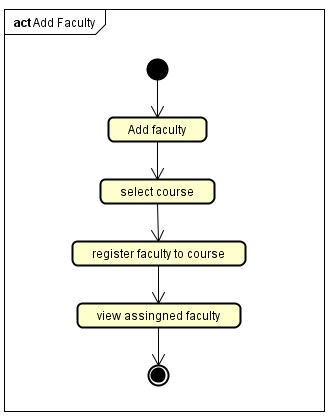 act Add Faculty
Add faculty
select course
register faculty to course
view assingned faculty